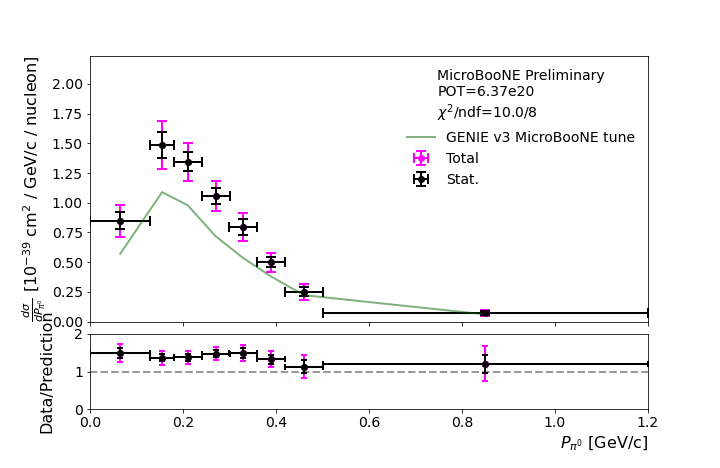 MicroBooNE Preliminary
POT=6.37e20
χ²/ndf=10.0/8
GENIE v3 MicroBooNE tune
Total
Stat.
dσ/dP_π⁰ [10⁻³⁹ cm² / GeV/c / nucleon]
2.00
1.75
1.50
1.25
1.00
0.75
0.50
0.25
0.00
Data/Prediction
2
1
0
0.0 0.2 0.4 0.6 0.8 1.0 1.2
P_π⁰ [GeV/c]